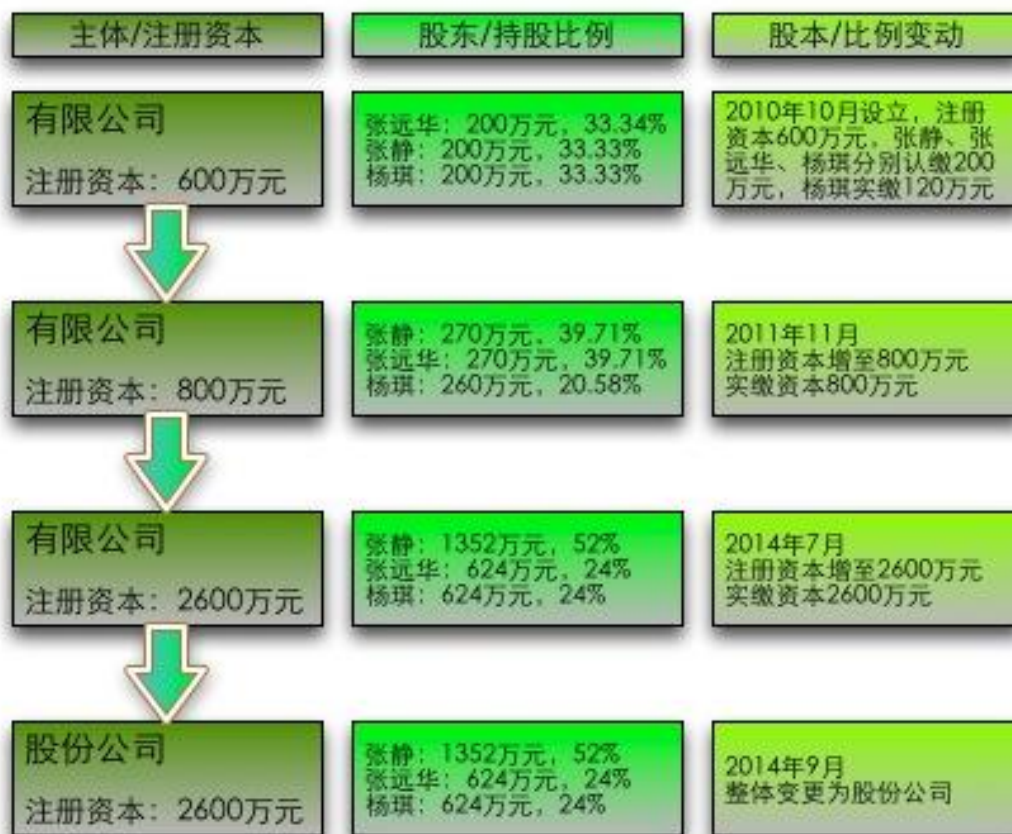 主体/注册资本
股东/持股比例
股本/比例变动
有限公司
注册资本：600万元
张远华：200万元，33.34%
张静：200万元，33.33%
杨琪：200万元，33.33%
2010年10月设立，注册
资本600万元，张静、张
远华、杨琪分别认缴200
万元，杨琪实缴120万元
有限公司
注册资本：800万元
张静：270万元，39.71%
张远华：270万元，39.71%
杨琪：260万元，20.58%
2011年11月
注册资本增至800万元
实缴资本800万元
有限公司
注册资本：2600万元
张静：1352万元，52%
张远华：624万元，24%
杨琪：624万元，24%
2014年7月
注册资本增至2600万元
实缴资本2600万元
股份公司
注册资本：2600万元
张静：1352万元，52%
张远华：624万元，24%
杨琪：624万元，24%
2014年9月
整体变更为股份公司